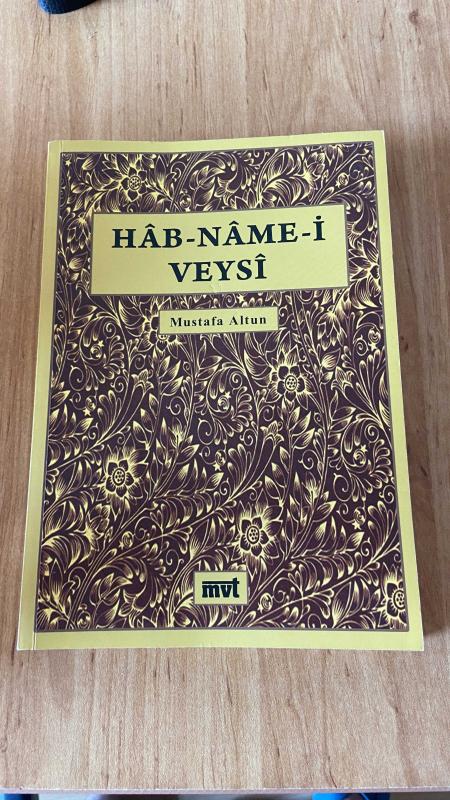 HÂB-NÂME-İ
VEYSÎ
Mustafa Altun
mvt